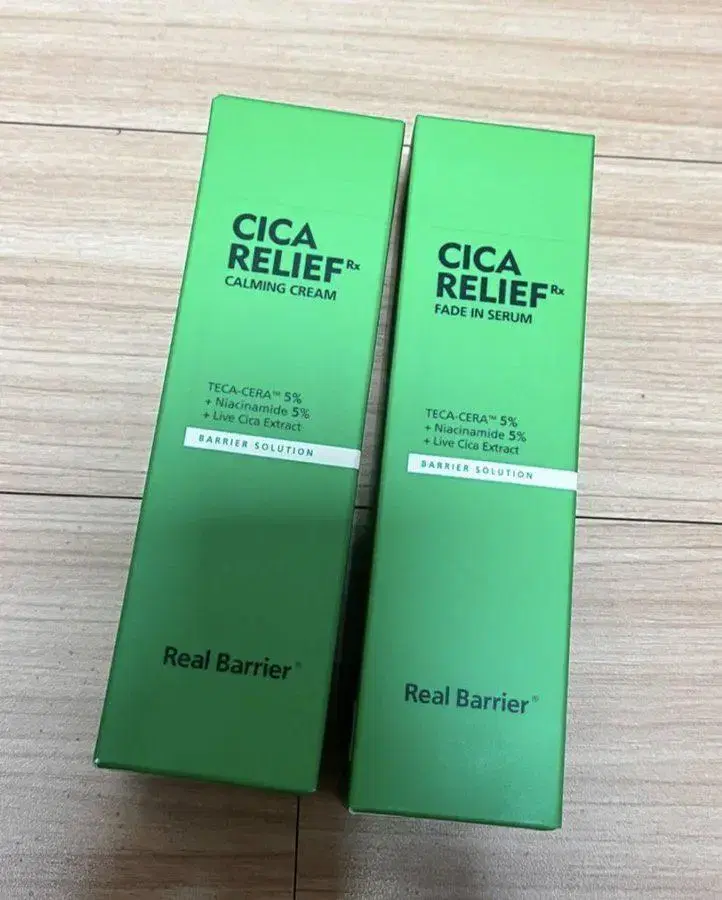 CICA
RELIEF Rx
CALMING CREAM
TECA-CERA™ 5%
+ Niacinamide 5%
+ Live Cica Extract
BARRIER SOLUTION
Real Barrier®
CICA
RELIEF Rx
FADE IN SERUM
TECA-CERA™ 5%
+ Niacinamide 5%
+ Live Cica Extract
BARRIER SOLUTION
Real Barrier®